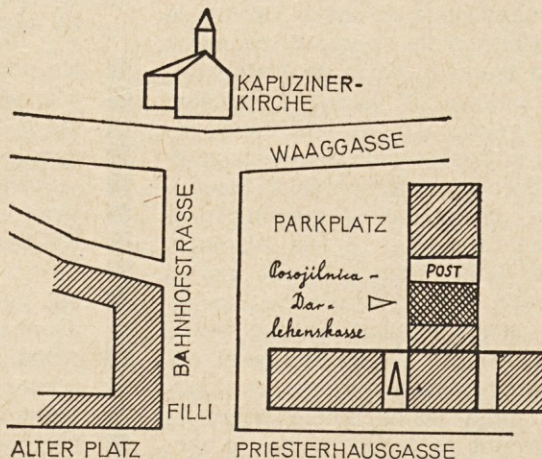 KAPUZINER-
KIRCHE
WAAGGASSE
BAHNHOFSTRASSE
PARKPLATZ
Posojilnica -
Dar-
lehenskasse
POST
FILLI
ALTER PLATZ
PRIESTERHAUSGASSE